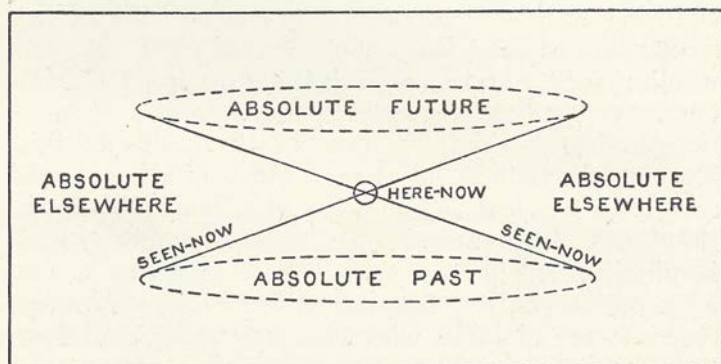 ABSOLUTE FUTURE
ABSOLUTE
ELSEWHERE
HERE-NOW
ABSOLUTE
ELSEWHERE
SEEN-NOW
SEEN-NOW
ABSOLUTE PAST